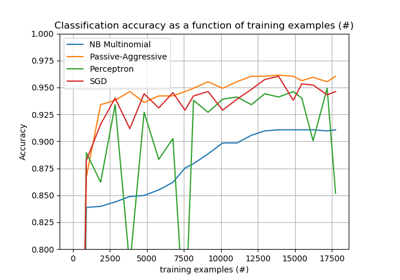 Classification accuracy as a function of training examples (#)
1.000
0.975
0.950
0.925
0.900
0.875
0.850
0.825
0.800
Accuracy
NB Multinomial
Passive-Aggressive
Perceptron
SGD
0 2500 5000 7500 10000 12500 15000 17500
training examples (#)